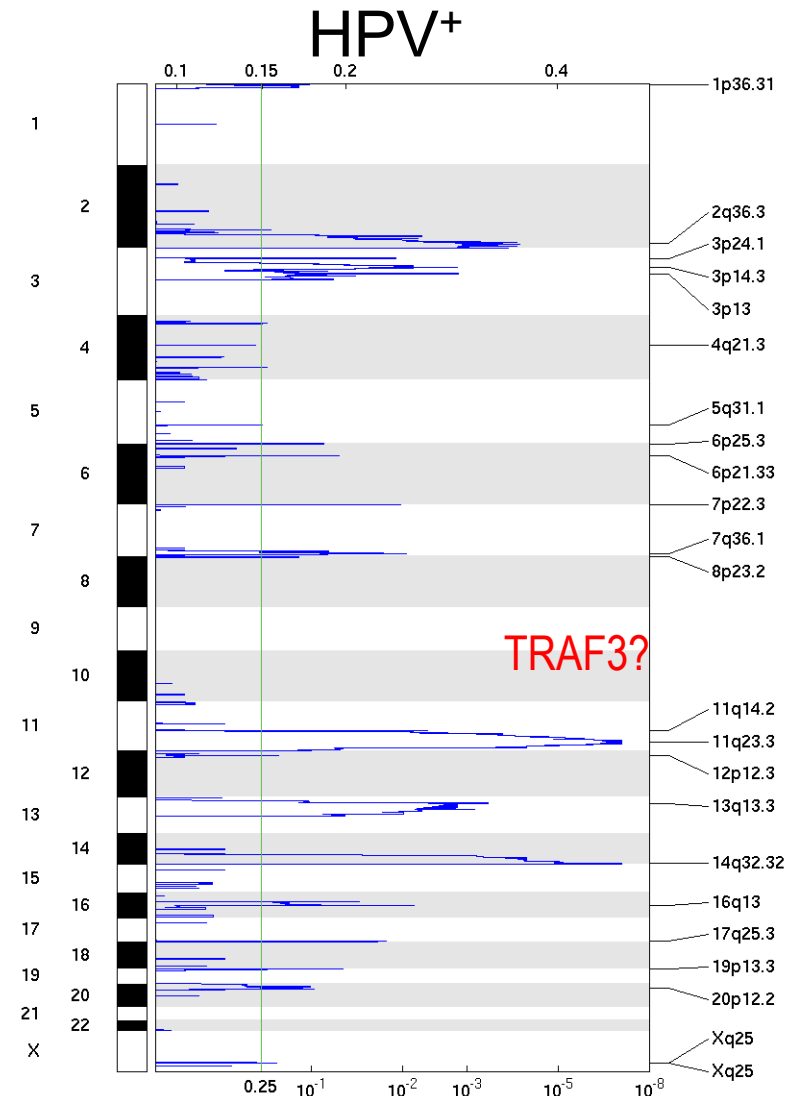 HPV⁺
0.1 0.15 0.2 0.4
1p36.31
1
2
2q36.3
3p24.1
3
3p14.3
3p13
4
4q21.3
5
5q31.1
6p25.3
6
6p21.33
7p22.3
7
7q36.1
8
8p23.2
9
TRAF3?
10
11q14.2
11
11q23.3
12
12p12.3
13
13q13.3
14
14q32.32
15
16
16q13
17
17q25.3
18
19
19p13.3
20
20p12.2
21
22
Xq25
X
Xq25
0.25 10⁻¹ 10⁻² 10⁻³ 10⁻⁵ 10⁻⁸